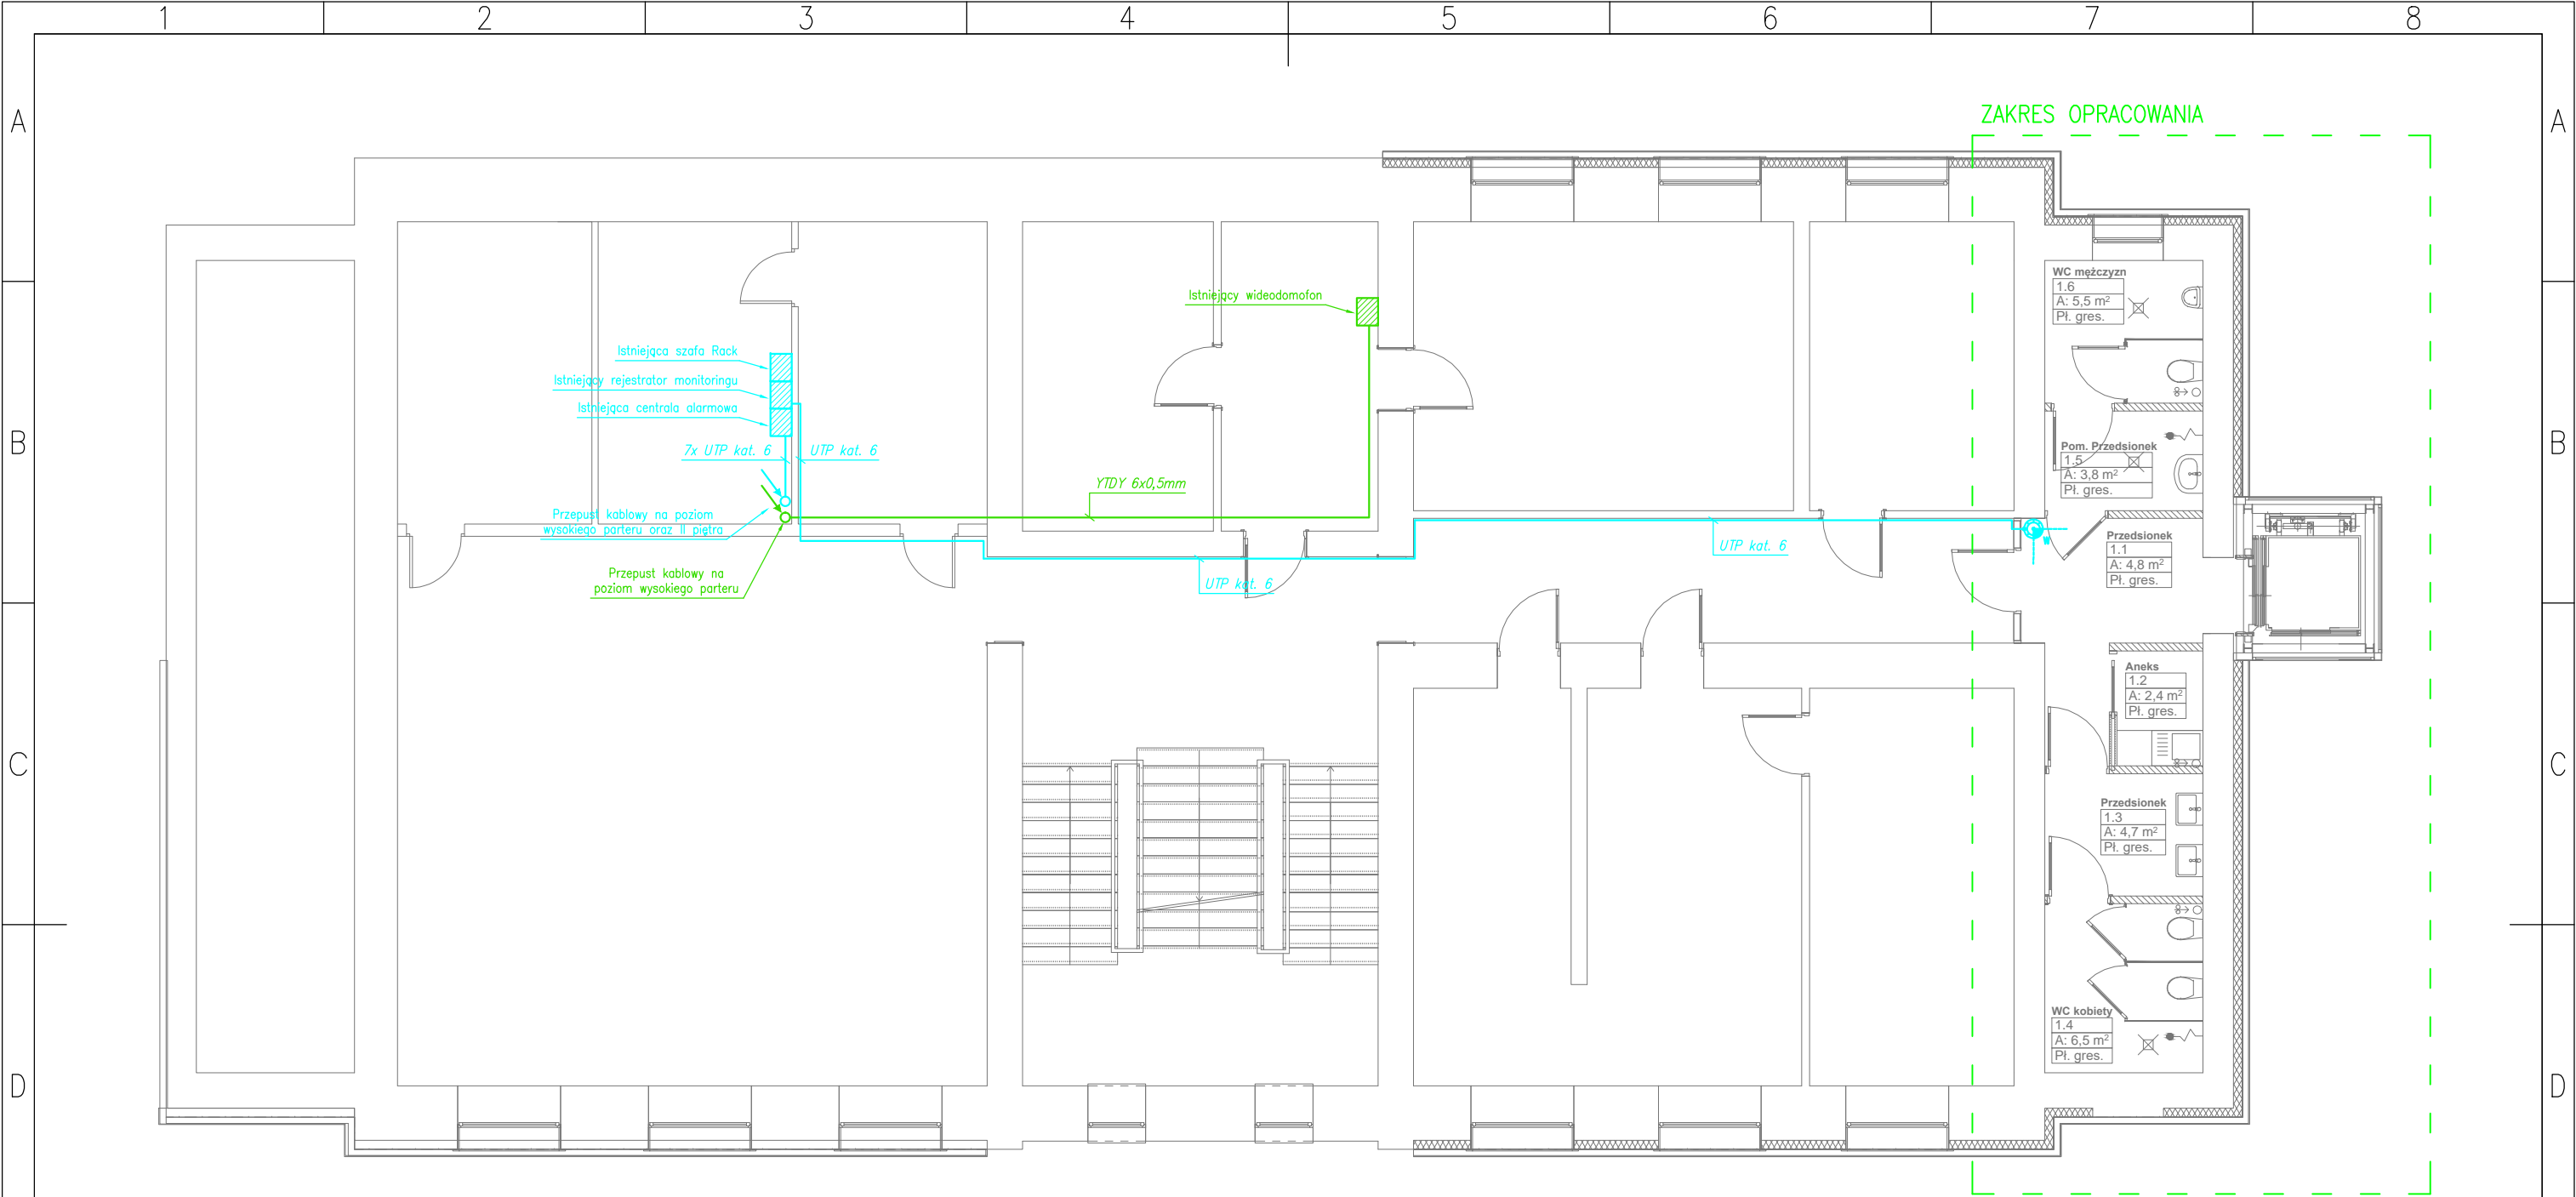 1 2 3 4 5 6 7 8
A A
ZAKRES OPRACOWANIA
WC mężczyzn
1.6
A: 5,5 m²
Pł. gres.
Istniejący wideodomofon
Istniejąca szafa Rack
Istniejący rejestrator monitoringu
Istniejąca centrala alarmowa
B B
7x UTP kat. 6
UTP kat. 6
Pom. Przedsionek
1.5
A: 3,8 m²
Pł. gres.
YTDY 6x0,5mm
Przepust kablowy na poziom
wysokiego parteru oraz II piętra
UTP kat. 6
Przedsionek
1.1
A: 4,8 m²
Pł. gres.
Przepust kablowy na
poziom wysokiego parteru
UTP kat. 6
Aneks
1.2
A: 2,4 m²
Pł. gres.
C C
Przedsionek
1.3
A: 4,7 m²
Pł. gres.
WC kobiety
1.4
A: 6,5 m²
Pł. gres.
D D